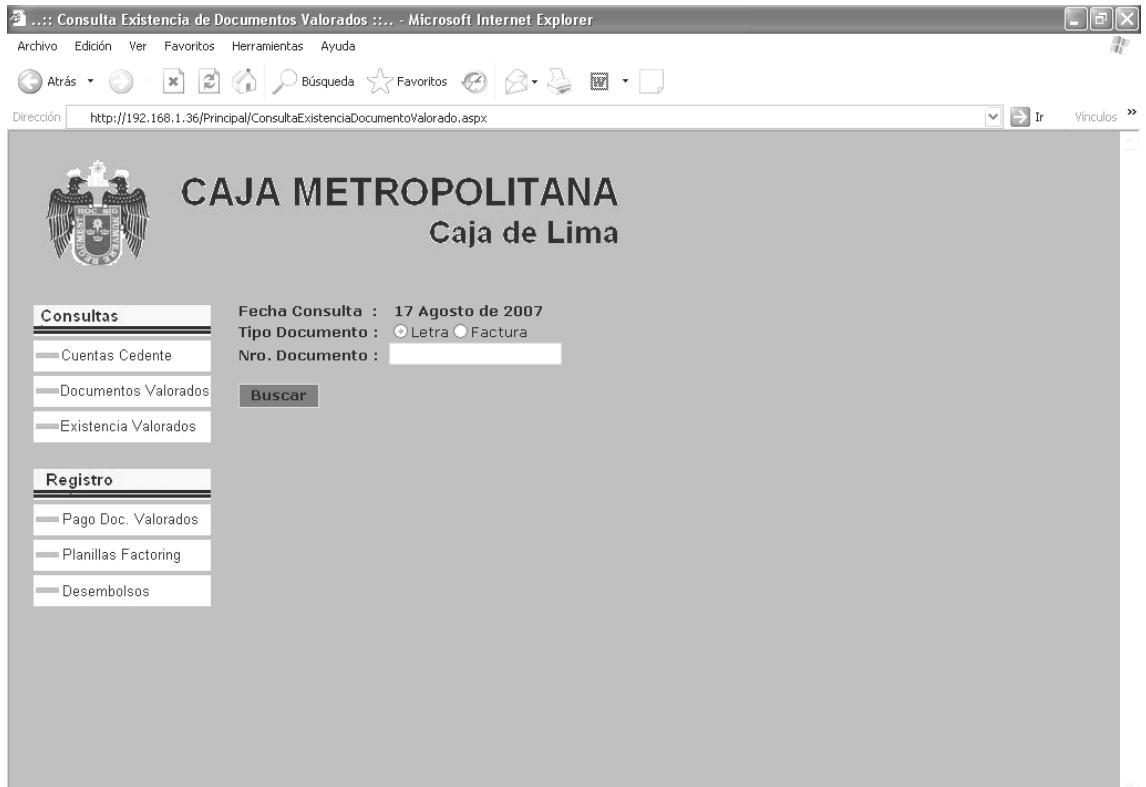 ..:: Consulta Existencia de Documentos Valorados ::.. - Microsoft Internet Explorer
Archivo Edición Ver Favoritos Herramientas Ayuda
Atrás Búsqueda Favoritos
Dirección http://192.168.1.36/Principal/ConsultaExistenciaDocumentoValorado.aspx Ir Vínculos »
HOC SIG
CAJA METROPOLITANA
Caja de Lima
Consultas
Cuentas Cedente
Documentos Valorados
Existencia Valorados
Registro
Pago Doc. Valorados
Planillas Factoring
Desembolsos
Fecha Consulta : 17 Agosto de 2007
Tipo Documento : Letra Factura
Nro. Documento :
Buscar